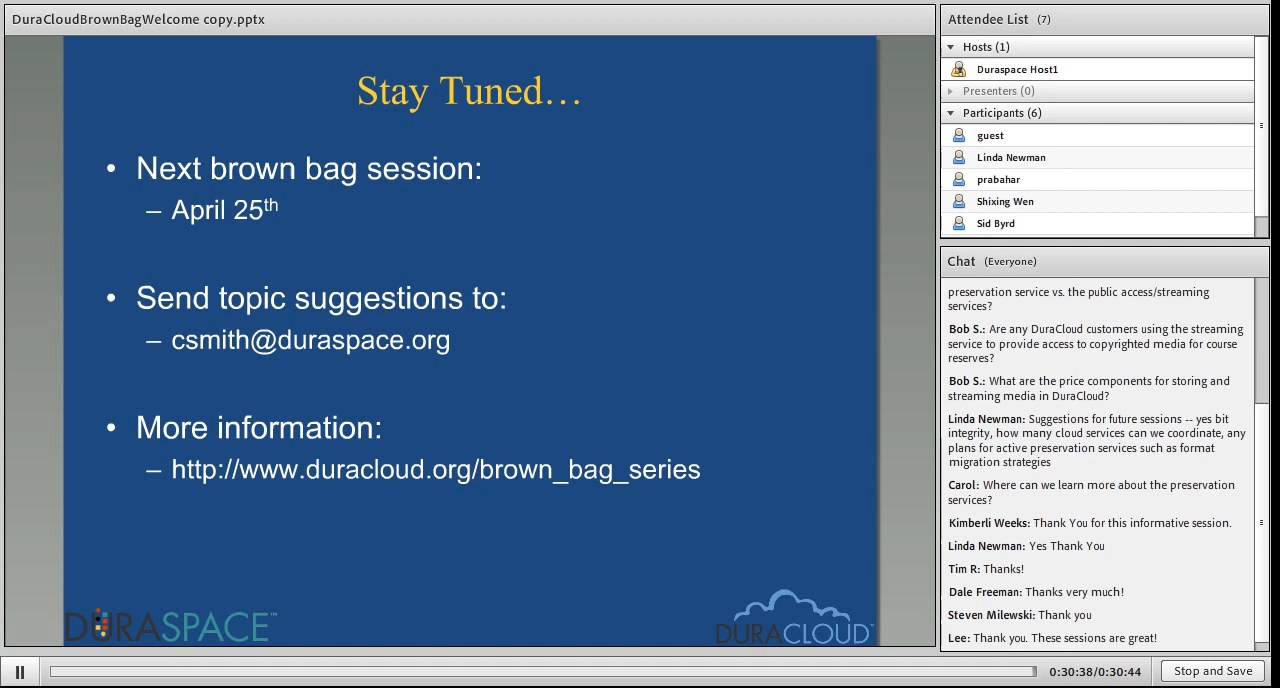 DuraCloudBrownBagWelcome copy.pptx
Stay Tuned…
• Next brown bag session:
– April 25th
• Send topic suggestions to:
– csmith@duraspace.org
• More information:
– http://www.duracloud.org/brown_bag_series
DURASPACE™
DURACLOUD™
Attendee List (7)
Hosts (1)
Duraspace Host1
Presenters (0)
Participants (6)
guest
Linda Newman
prabahar
Shixing Wen
Sid Byrd
Chat (Everyone)
preservation service vs. the public access/streaming
services?
Bob S.: Are any DuraCloud customers using the streaming
service to provide access to copyrighted media for course
reserves?
Bob S.: What are the price components for storing and
streaming media in DuraCloud?
Linda Newman: Suggestions for future sessions -- yes bit
integrity, how many cloud services can we coordinate, any
plans for active preservation services such as format
migration strategies
Carol: Where can we learn more about the preservation
services?
Kimberli Weeks: Thank You for this informative session.
Linda Newman: Yes Thank You
Tim R: Thanks!
Dale Freeman: Thanks very much!
Steven Milewski: Thank you
Lee: Thank you. These sessions are great!
0:30:38/0:30:44
Stop and Save